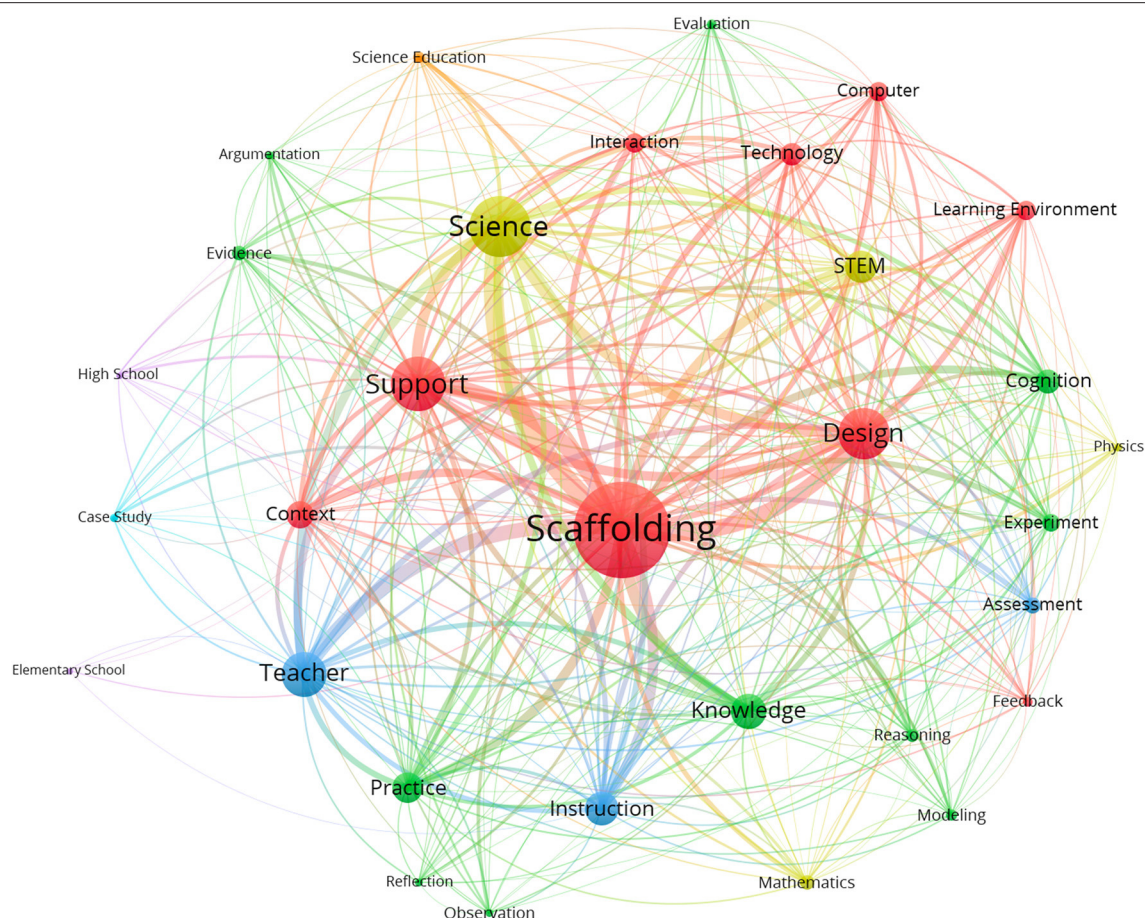 Evaluation
Science Education
Computer
Interaction
Technology
Argumentation
Learning Environment
Science
Evidence
STEM
High School
Support
Cognition
Design
Physics
Context
Case Study
Experiment
Scaffolding
Assessment
Elementary School
Teacher
Feedback
Knowledge
Reasoning
Practice
Instruction
Modeling
Reflection
Mathematics
Observation